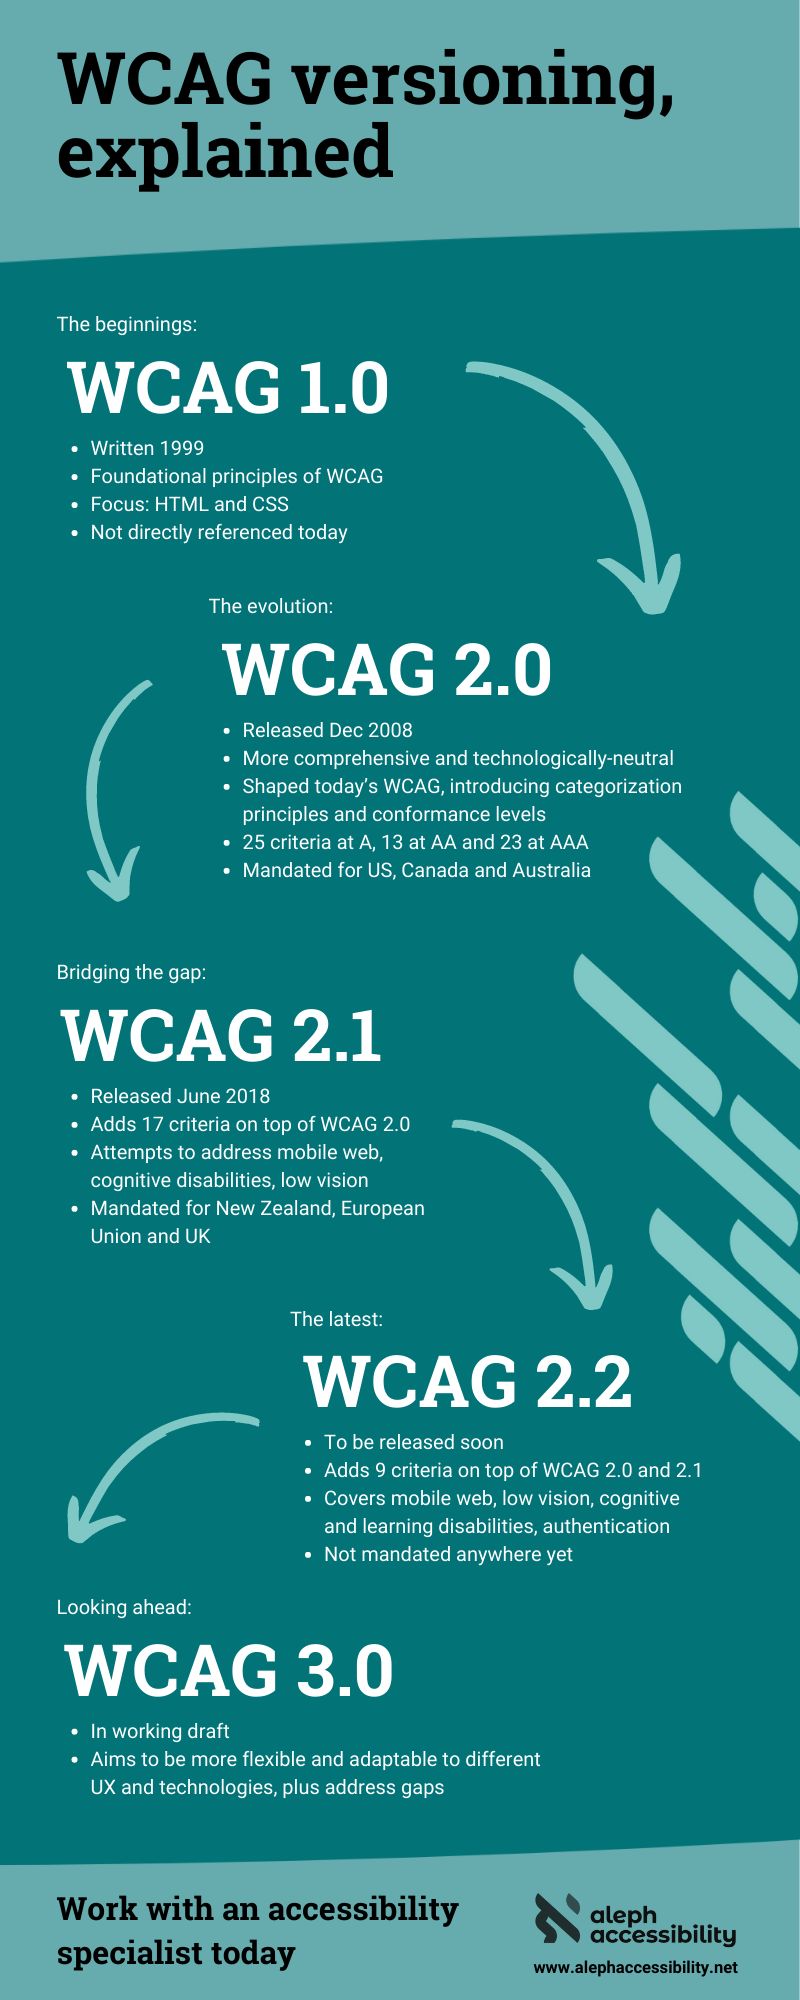 WCAG versioning,
explained
The beginnings:
WCAG 1.0
• Written 1999
• Foundational principles of WCAG
• Focus: HTML and CSS
• Not directly referenced today
The evolution:
WCAG 2.0
• Released Dec 2008
• More comprehensive and technologically-neutral
• Shaped today’s WCAG, introducing categorization
principles and conformance levels
• 25 criteria at A, 13 at AA and 23 at AAA
• Mandated for US, Canada and Australia
Bridging the gap:
WCAG 2.1
• Released June 2018
• Adds 17 criteria on top of WCAG 2.0
• Attempts to address mobile web,
cognitive disabilities, low vision
• Mandated for New Zealand, European
Union and UK
The latest:
WCAG 2.2
• To be released soon
• Adds 9 criteria on top of WCAG 2.0 and 2.1
• Covers mobile web, low vision, cognitive
and learning disabilities, authentication
• Not mandated anywhere yet
Looking ahead:
WCAG 3.0
• In working draft
• Aims to be more flexible and adaptable to different
UX and technologies, plus address gaps
Work with an accessibility
specialist today
aleph
accessibility
www.alephaccessibility.net